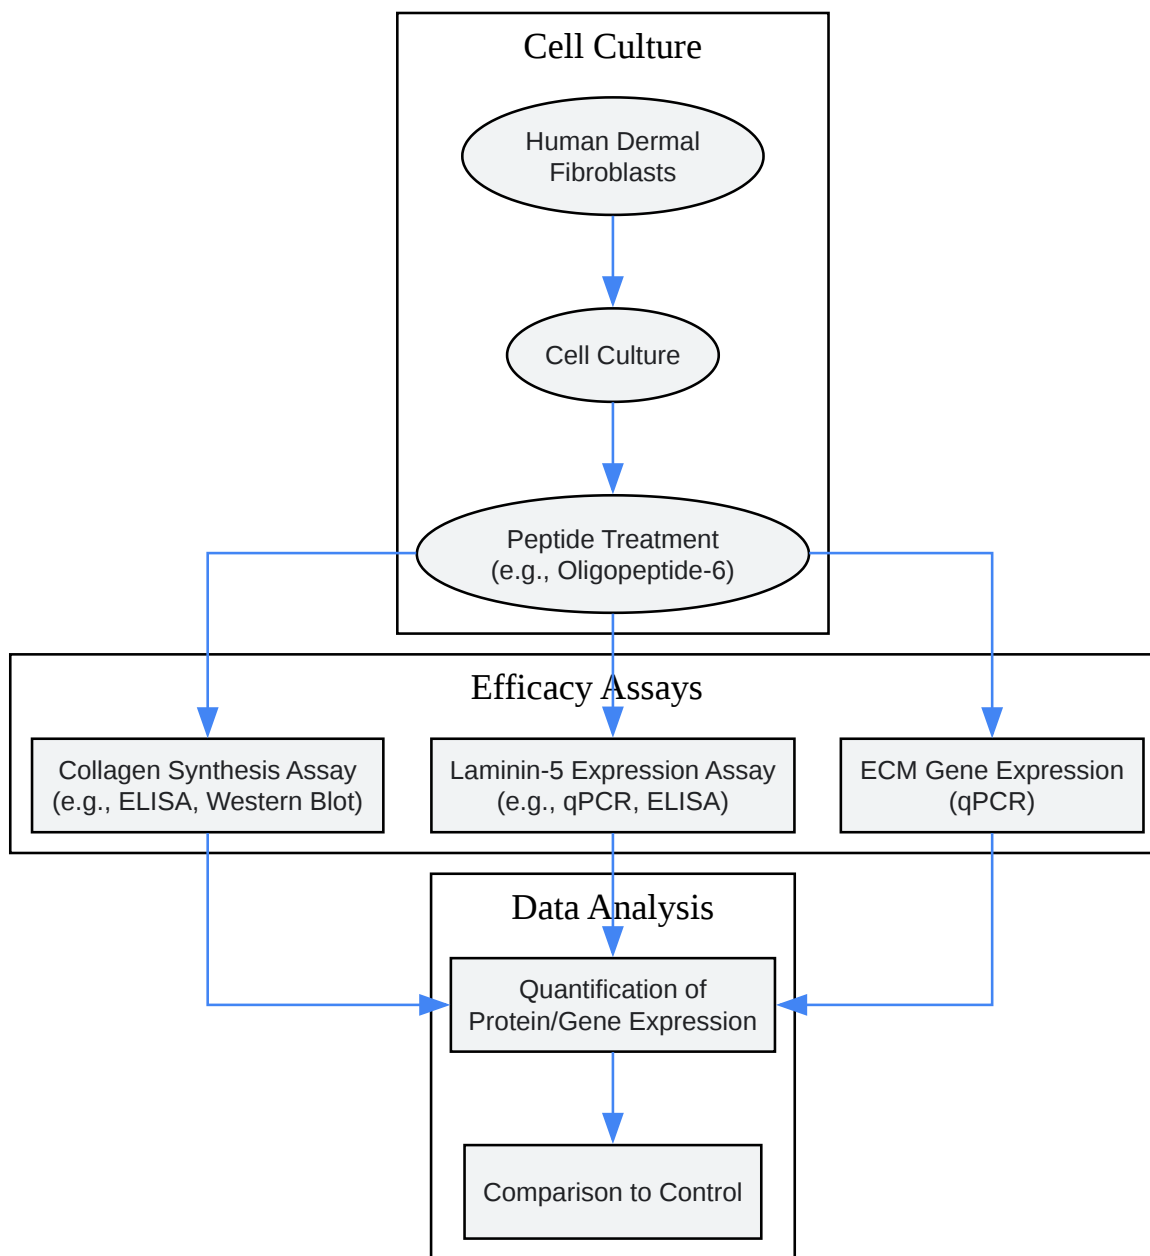 Cell Culture
Human Dermal
Fibroblasts
Cell Culture
Peptide Treatment
(e.g., Oligopeptide-6)
Efficacy Assays
Collagen Synthesis Assay
(e.g., ELISA, Western Blot)
Laminin-5 Expression Assay
(e.g., qPCR, ELISA)
ECM Gene Expression
(qPCR)
Data Analysis
Quantification of
Protein/Gene Expression
Comparison to Control